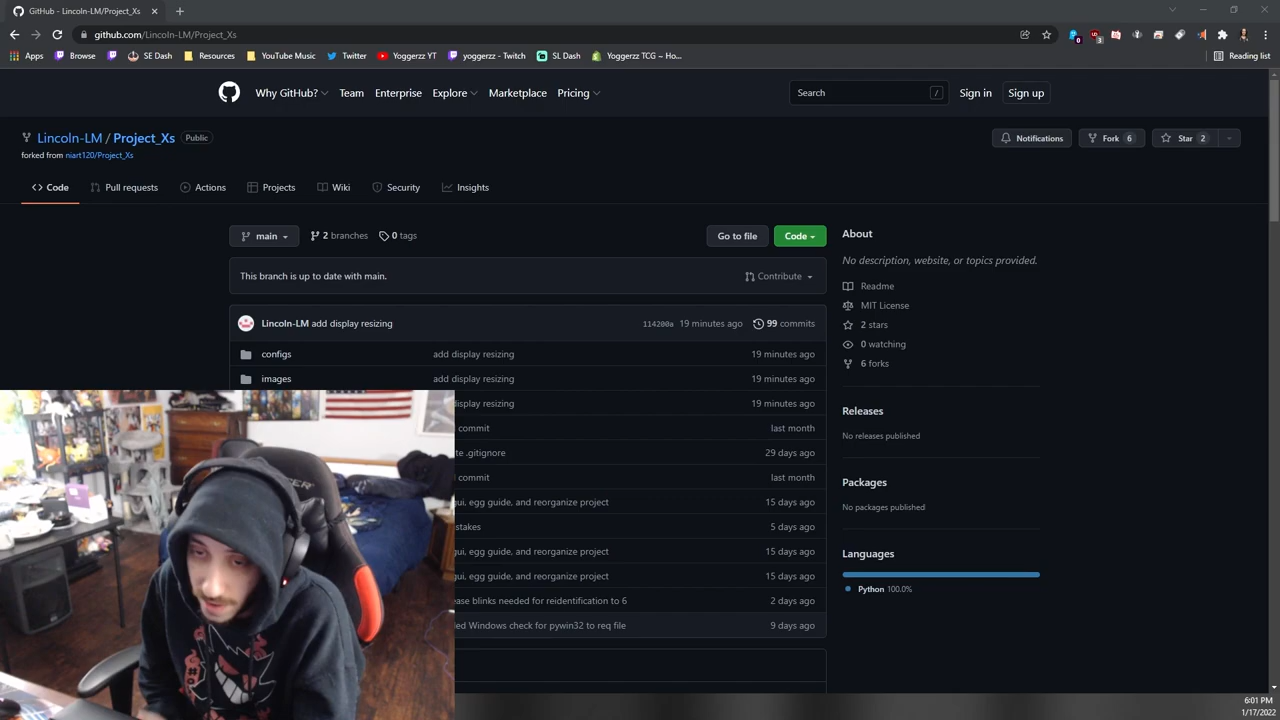 GitHub - Lincoln-LM/Project_Xs
github.com/Lincoln-LM/Project_Xs
Apps Browse SE Dash Resources YouTube Music Twitter Yoggerzz YT yoggerzz - Twitch SL Dash Yoggerzz TCG ~ Ho... Reading list
Why GitHub? Team Enterprise Explore Marketplace Pricing Search / Sign in Sign up
Lincoln-LM / Project_Xs Public Notifications Fork 6 Star 2
forked from niart120/Project_Xs
Code Pull requests Actions Projects Wiki Security Insights
main 2 branches 0 tags Go to file Code
This branch is up to date with main. Contribute
Lincoln-LM add display resizing 114200a 19 minutes ago 99 commits
configs add display resizing 19 minutes ago
images add display resizing 19 minutes ago
display resizing 19 minutes ago
commit last month
.gitignore 29 days ago
commit last month
gui, egg guide, and reorganize project 15 days ago
5 days ago
gui, egg guide, and reorganize project 15 days ago
gui, egg guide, and reorganize project 15 days ago
blinks needed for reidentification to 6 2 days ago
Windows check for pywin32 to req file 9 days ago
About
No description, website, or topics provided.
Readme
MIT License
2 stars
0 watching
6 forks
Releases
No releases published
Packages
No packages published
Languages
Python 100.0%
6:01 PM
1/17/2022